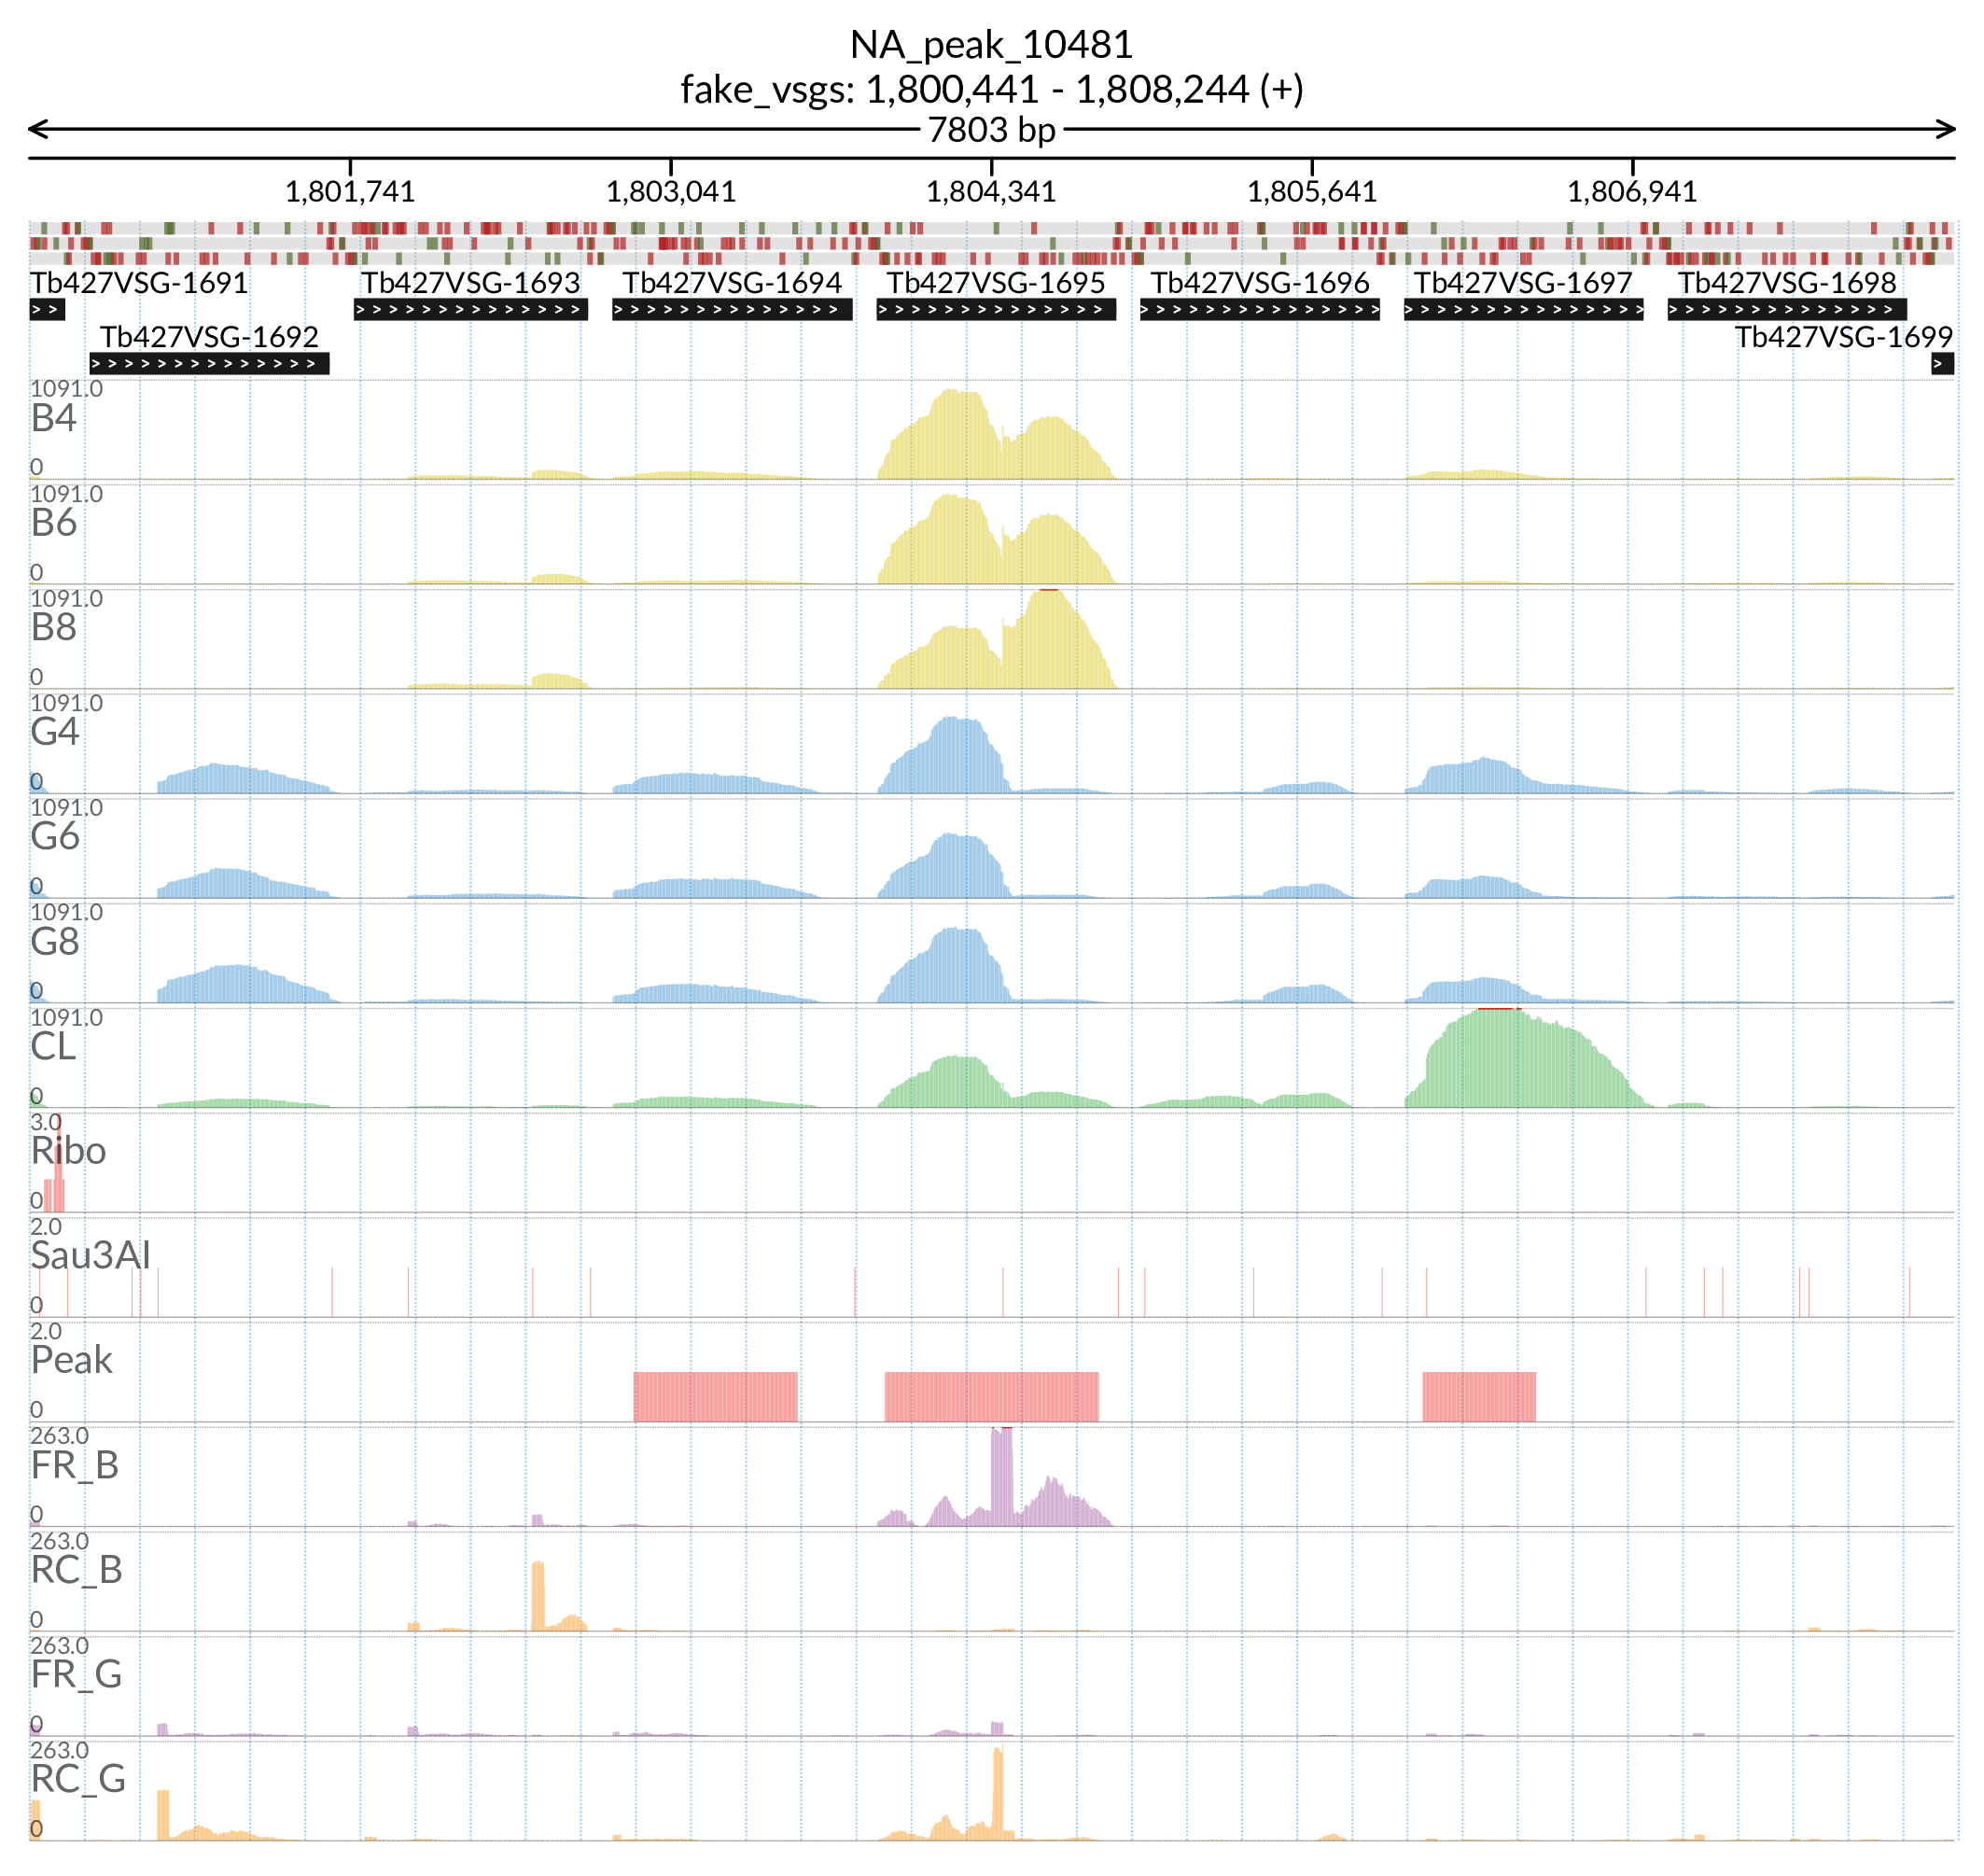 NA_peak_10481
fake_vsgs: 1,800,441 - 1,808,244 (+)
7803 bp
1,801,741 1,803,041 1,804,341 1,805,641 1,806,941
Tb427VSG-1691 Tb427VSG-1693 Tb427VSG-1694 Tb427VSG-1695 Tb427VSG-1696 Tb427VSG-1697 Tb427VSG-1698
Tb427VSG-1692 Tb427VSG-1699
1091.0
B4
0
1091.0
B6
0
1091.0
B8
0
1091.0
G4
0
1091.0
G6
0
1091.0
G8
0
1091.0
CL
0
3.0
Ribo
0
2.0
Sau3AI
0
2.0
Peak
0
263.0
FR_B
0
263.0
RC_B
0
263.0
FR_G
0
263.0
RC_G
0